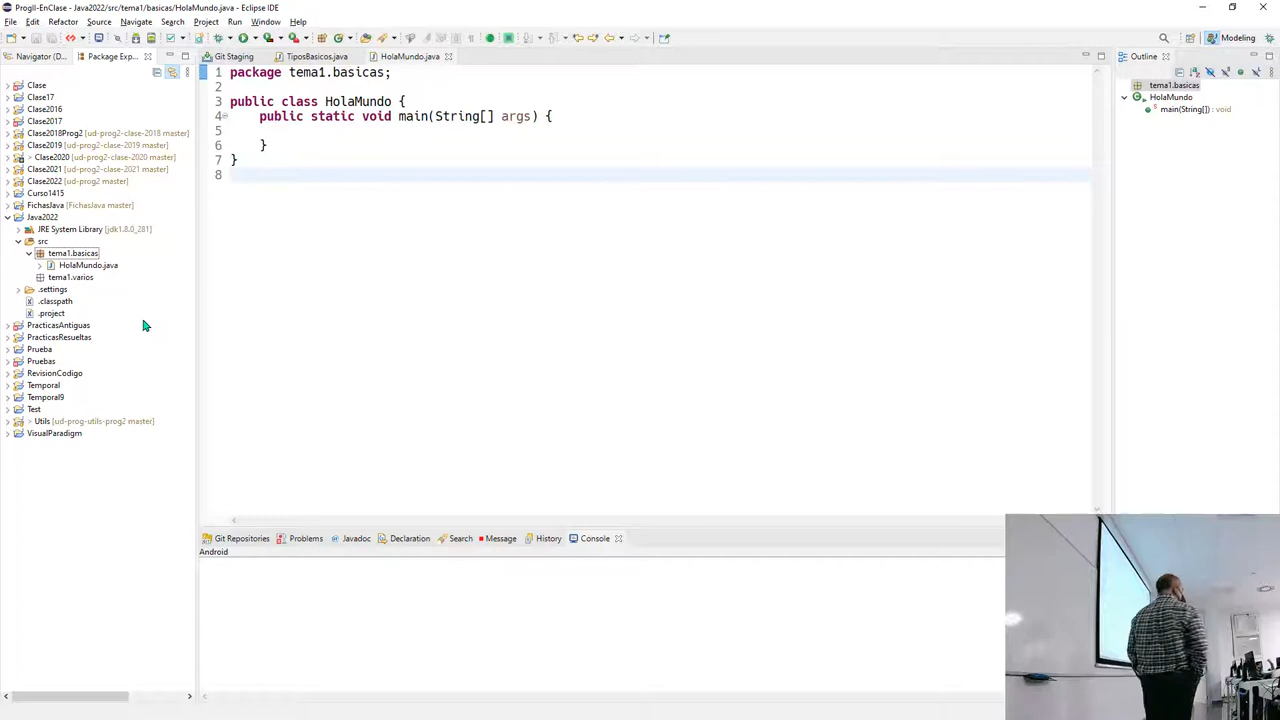 ProgII-EnClase - Java2022/src/tema1/basicas/HolaMundo.java - Eclipse IDE
File Edit Refactor Source Navigate Search Project Run Window Help
Modeling
Navigator (D...
Package Exp...
Git Staging
TiposBasicos.java
HolaMundo.java
Outline
Clase
Clase17
Clase2016
Clase2017
Clase2018Prog2 [ud-prog2-clase-2018 master]
Clase2019 [ud-prog2-clase-2019 master]
> Clase2020 [ud-prog2-clase-2020 master]
Clase2021 [ud-prog2-clase-2021 master]
Clase2022 [ud-prog2 master]
Curso1415
FichasJava [FichasJava master]
Java2022
JRE System Library [jdk1.8.0_281]
src
tema1.basicas
HolaMundo.java
tema1.varios
.settings
.classpath
.project
PracticasAntiguas
PracticasResueltas
Prueba
Pruebas
RevisionCodigo
Temporal
Temporal9
Test
> Utils [ud-prog-utils-prog2 master]
VisualParadigm
1 package tema1.basicas;
2
3 public class HolaMundo {
4 public static void main(String[] args) {
5
6 }
7 }
8
tema1.basicas
HolaMundo
main(String[]) : void
Git Repositories Problems Javadoc Declaration Search Message History Console
Android